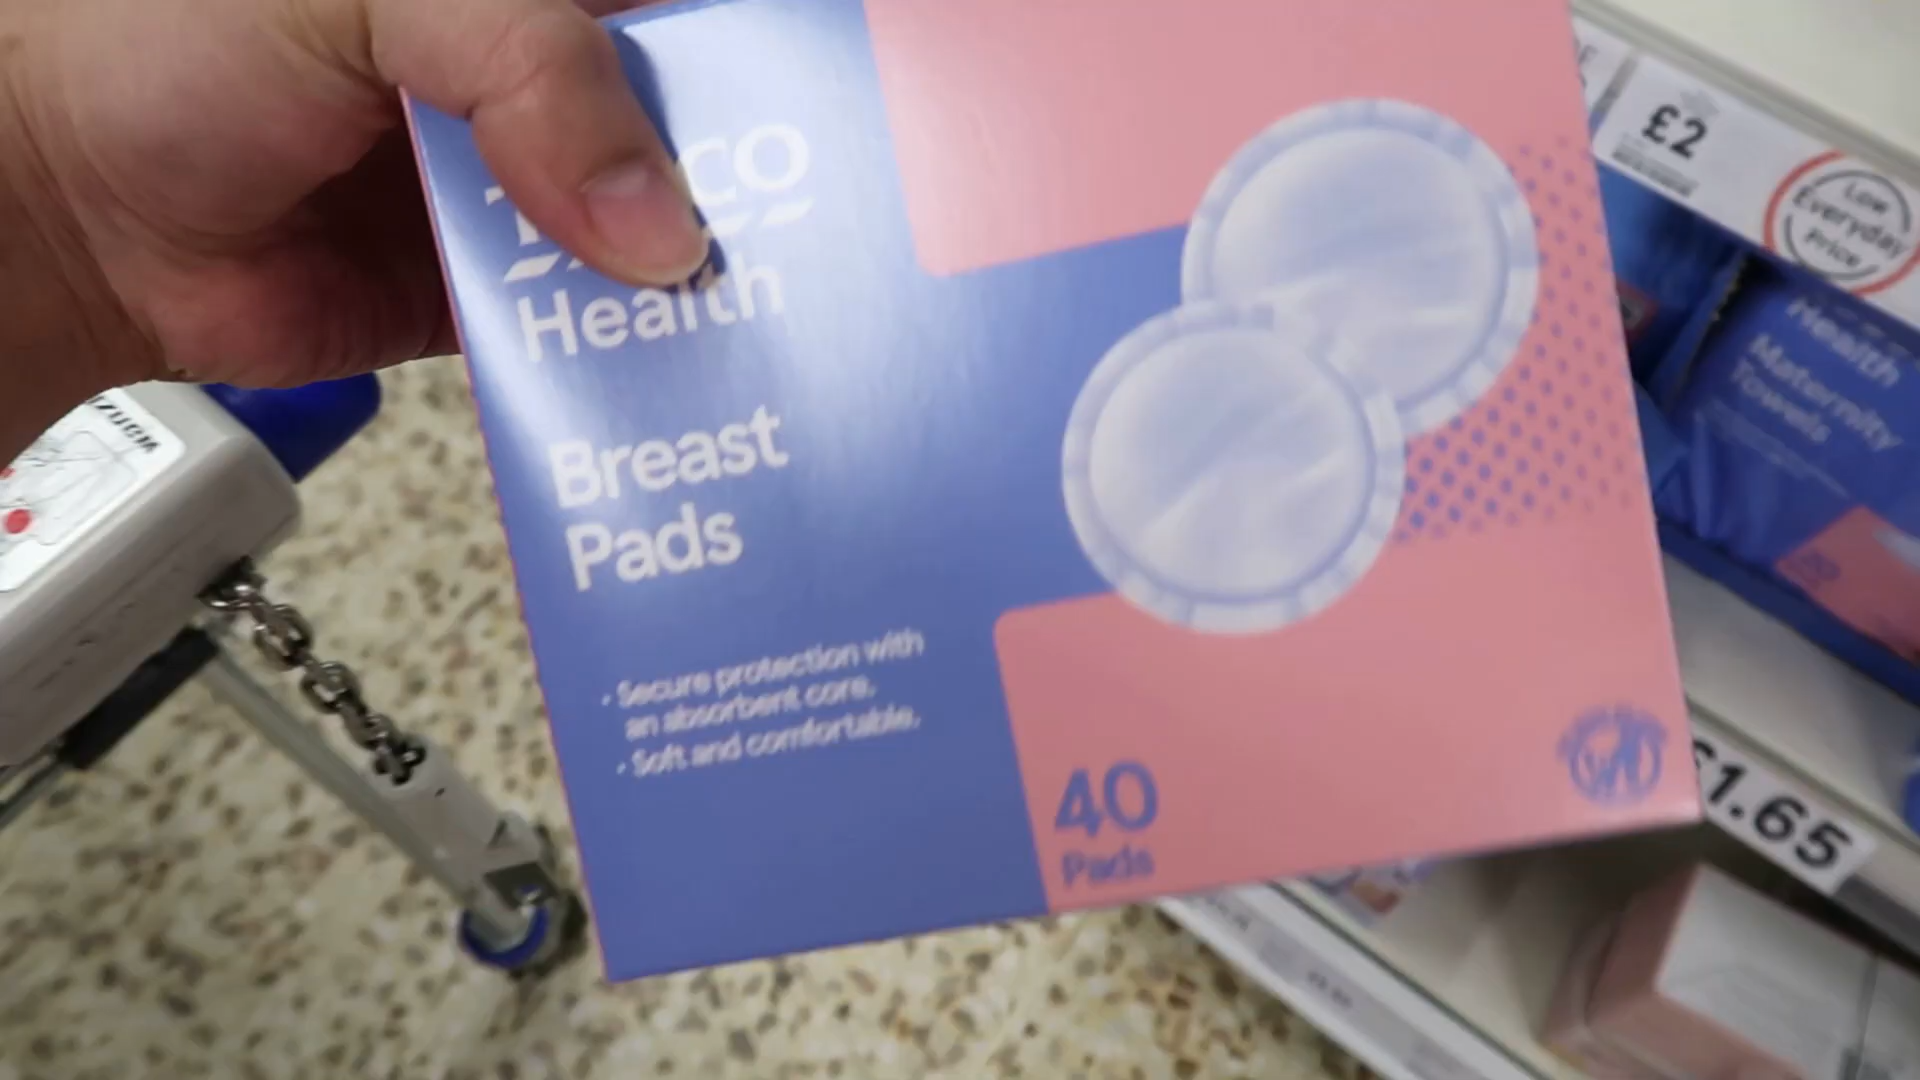 CO
Health
Breast
Pads
• Secure protection with
an absorbent core.
• Soft and comfortable.
40
Pads
£2
Low
Everyday
Price
Health
Maternity
Towels
£1.65